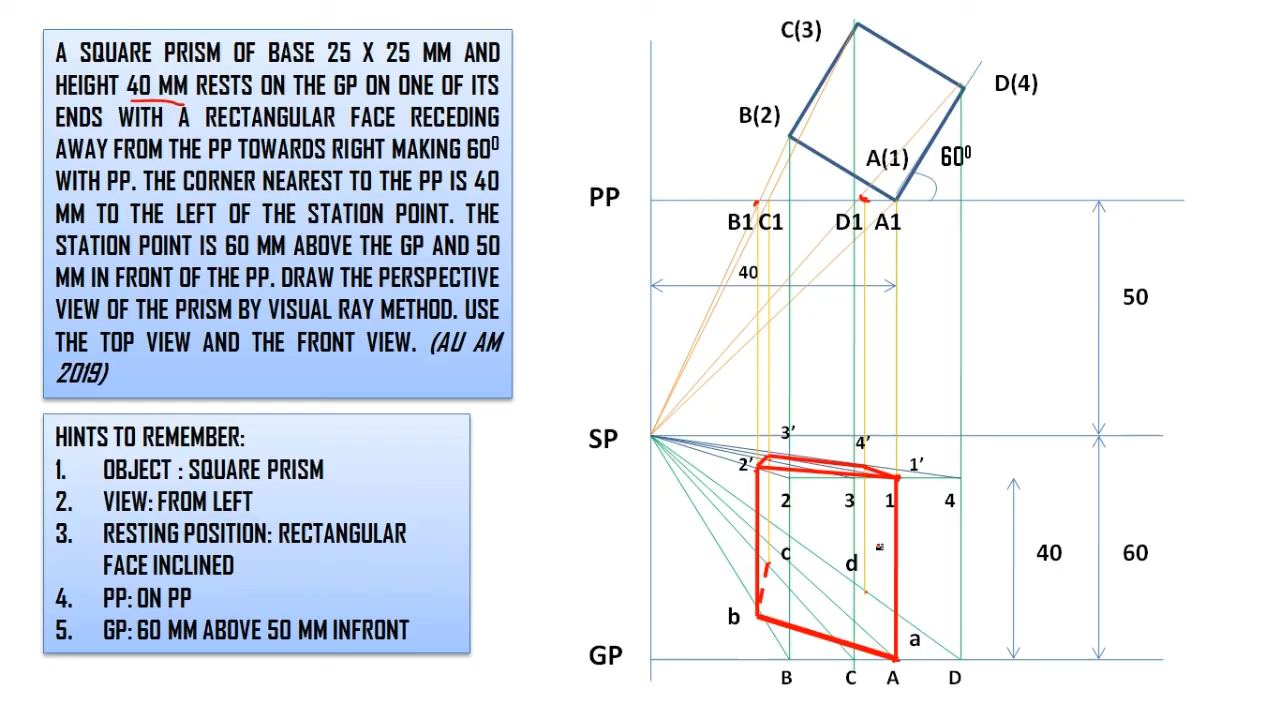 A SQUARE PRISM OF BASE 25 X 25 MM AND
HEIGHT 40 MM RESTS ON THE GP ON ONE OF ITS
ENDS WITH A RECTANGULAR FACE RECEDING
AWAY FROM THE PP TOWARDS RIGHT MAKING 60⁰
WITH PP. THE CORNER NEAREST TO THE PP IS 40
MM TO THE LEFT OF THE STATION POINT. THE
STATION POINT IS 60 MM ABOVE THE GP AND 50
MM IN FRONT OF THE PP. DRAW THE PERSPECTIVE
VIEW OF THE PRISM BY VISUAL RAY METHOD. USE
THE TOP VIEW AND THE FRONT VIEW. (AU AM
2019)
HINTS TO REMEMBER:
1. OBJECT : SQUARE PRISM
2. VIEW: FROM LEFT
3. RESTING POSITION: RECTANGULAR
FACE INCLINED
4. PP: ON PP
5. GP: 60 MM ABOVE 50 MM INFRONT
C(3)
D(4)
B(2)
A(1)
60⁰
PP
B1 C1 D1 A1
40
50
SP
3’
4’
2’ 1’
2 3 1 4
c d
40 60
b a
GP
B C A D